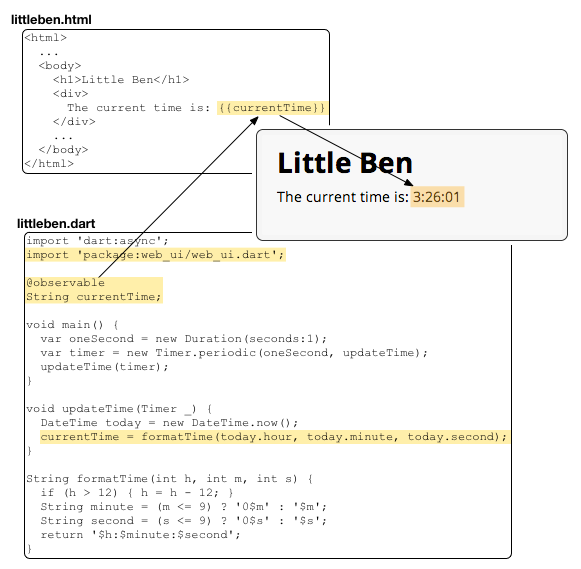 littleben.html
<html>
...
<body>
<h1>Little Ben</h1>
<div>
The current time is: {{currentTime}}
</div>
...
</body>
</html>
Little Ben
The current time is: 3:26:01
littleben.dart
import 'dart:async';
import 'package:web_ui/web_ui.dart';
@observable
String currentTime;
void main() {
var oneSecond = new Duration(seconds:1);
var timer = new Timer.periodic(oneSecond, updateTime);
updateTime(timer);
}
void updateTime(Timer _) {
DateTime today = new DateTime.now();
currentTime = formatTime(today.hour, today.minute, today.second);
}
String formatTime(int h, int m, int s) {
if (h > 12) { h = h - 12; }
String minute = (m <= 9) ? '0$m' : '$m';
String second = (s <= 9) ? '0$s' : '$s';
return '$h:$minute:$second';
}